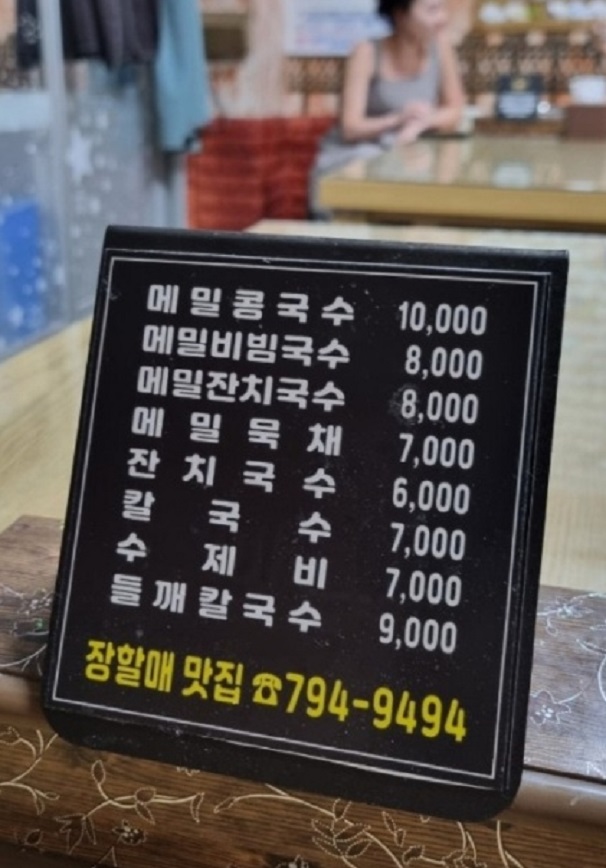 메밀콩국수 10,000
메밀비빔국수 8,000
메밀잔치국수 8,000
메밀묵채 7,000
잔치국수 6,000
칼국수 7,000
수제비 7,000
들깨칼국수 9,000
장할매 맛집 ☎794-9494